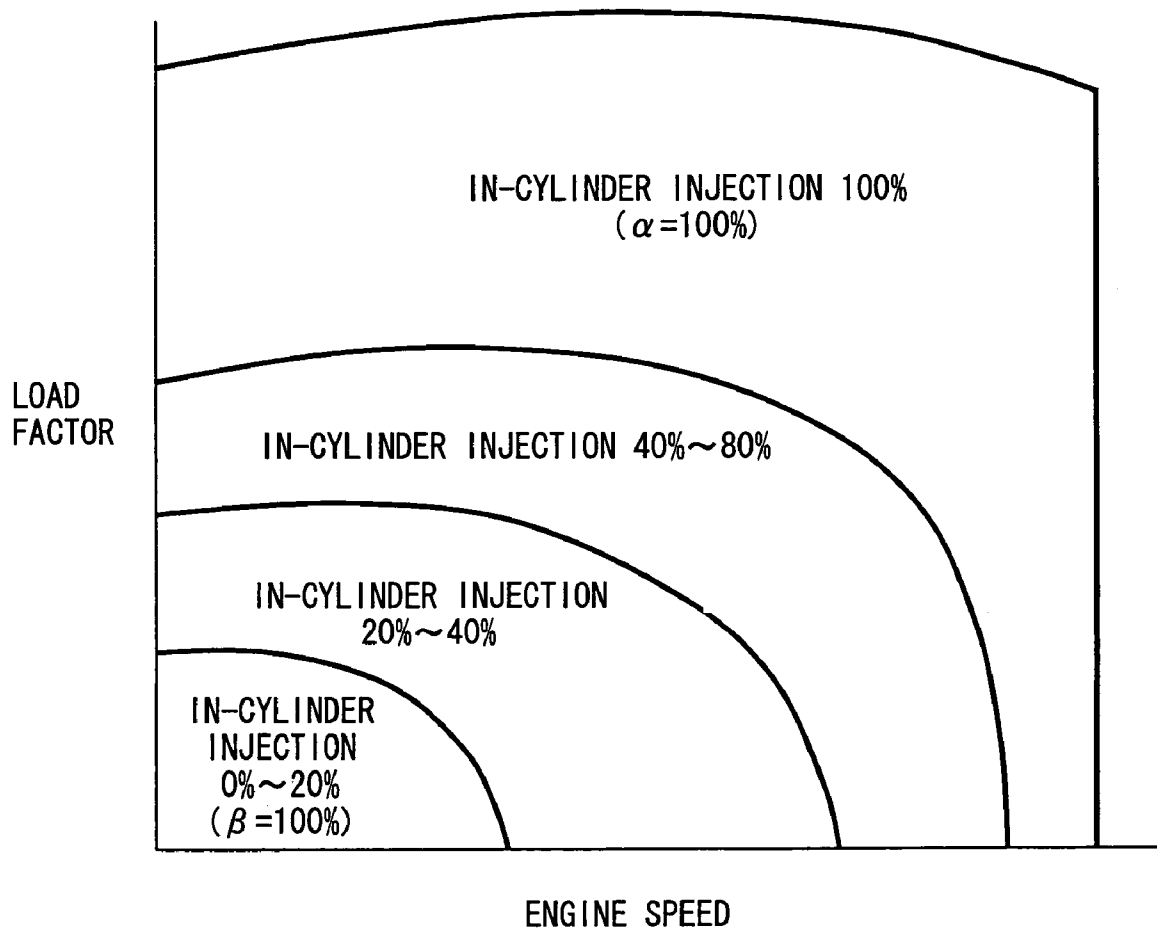 IN-CYLINDER INJECTION 100%
(α=100%)
LOAD
FACTOR
IN-CYLINDER INJECTION 40%~80%
IN-CYLINDER INJECTION
20%~40%
IN-CYLINDER
INJECTION
0%~20%
(β=100%)
ENGINE SPEED